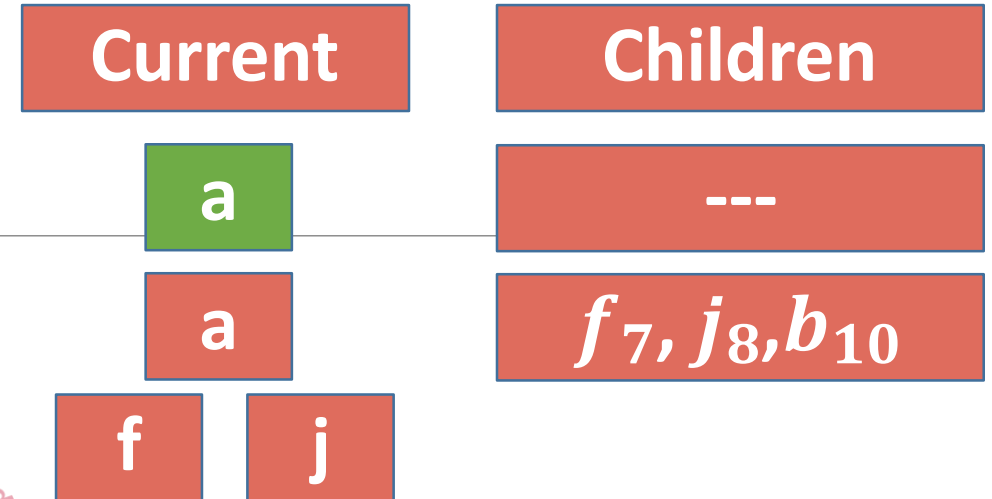 Current Children
a ---
a f₇, j₈,b₁₀
f j